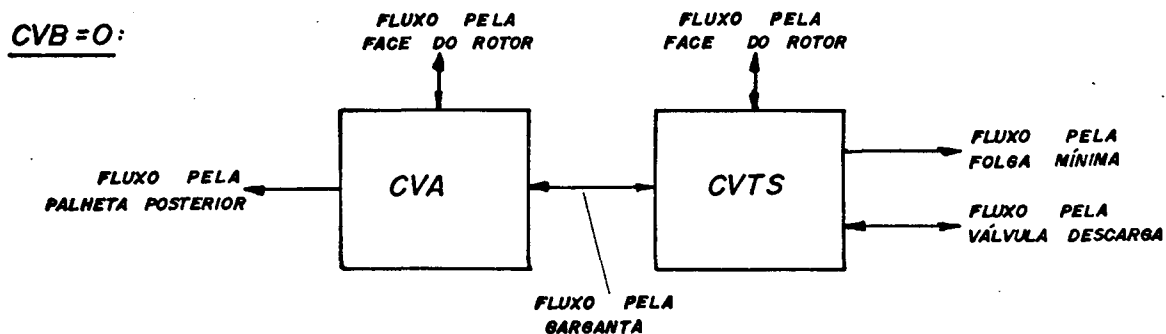 CVB = O:
FLUXO PELA
FACE DO ROTOR
FLUXO PELA
FACE DO ROTOR
FLUXO PELA
PALHETA POSTERIOR
CVA
CVTS
FLUXO PELA
FOLGA MÍNIMA
FLUXO PELA
VÁLVULA DESCARGA
FLUXO PELA
GARGANTA